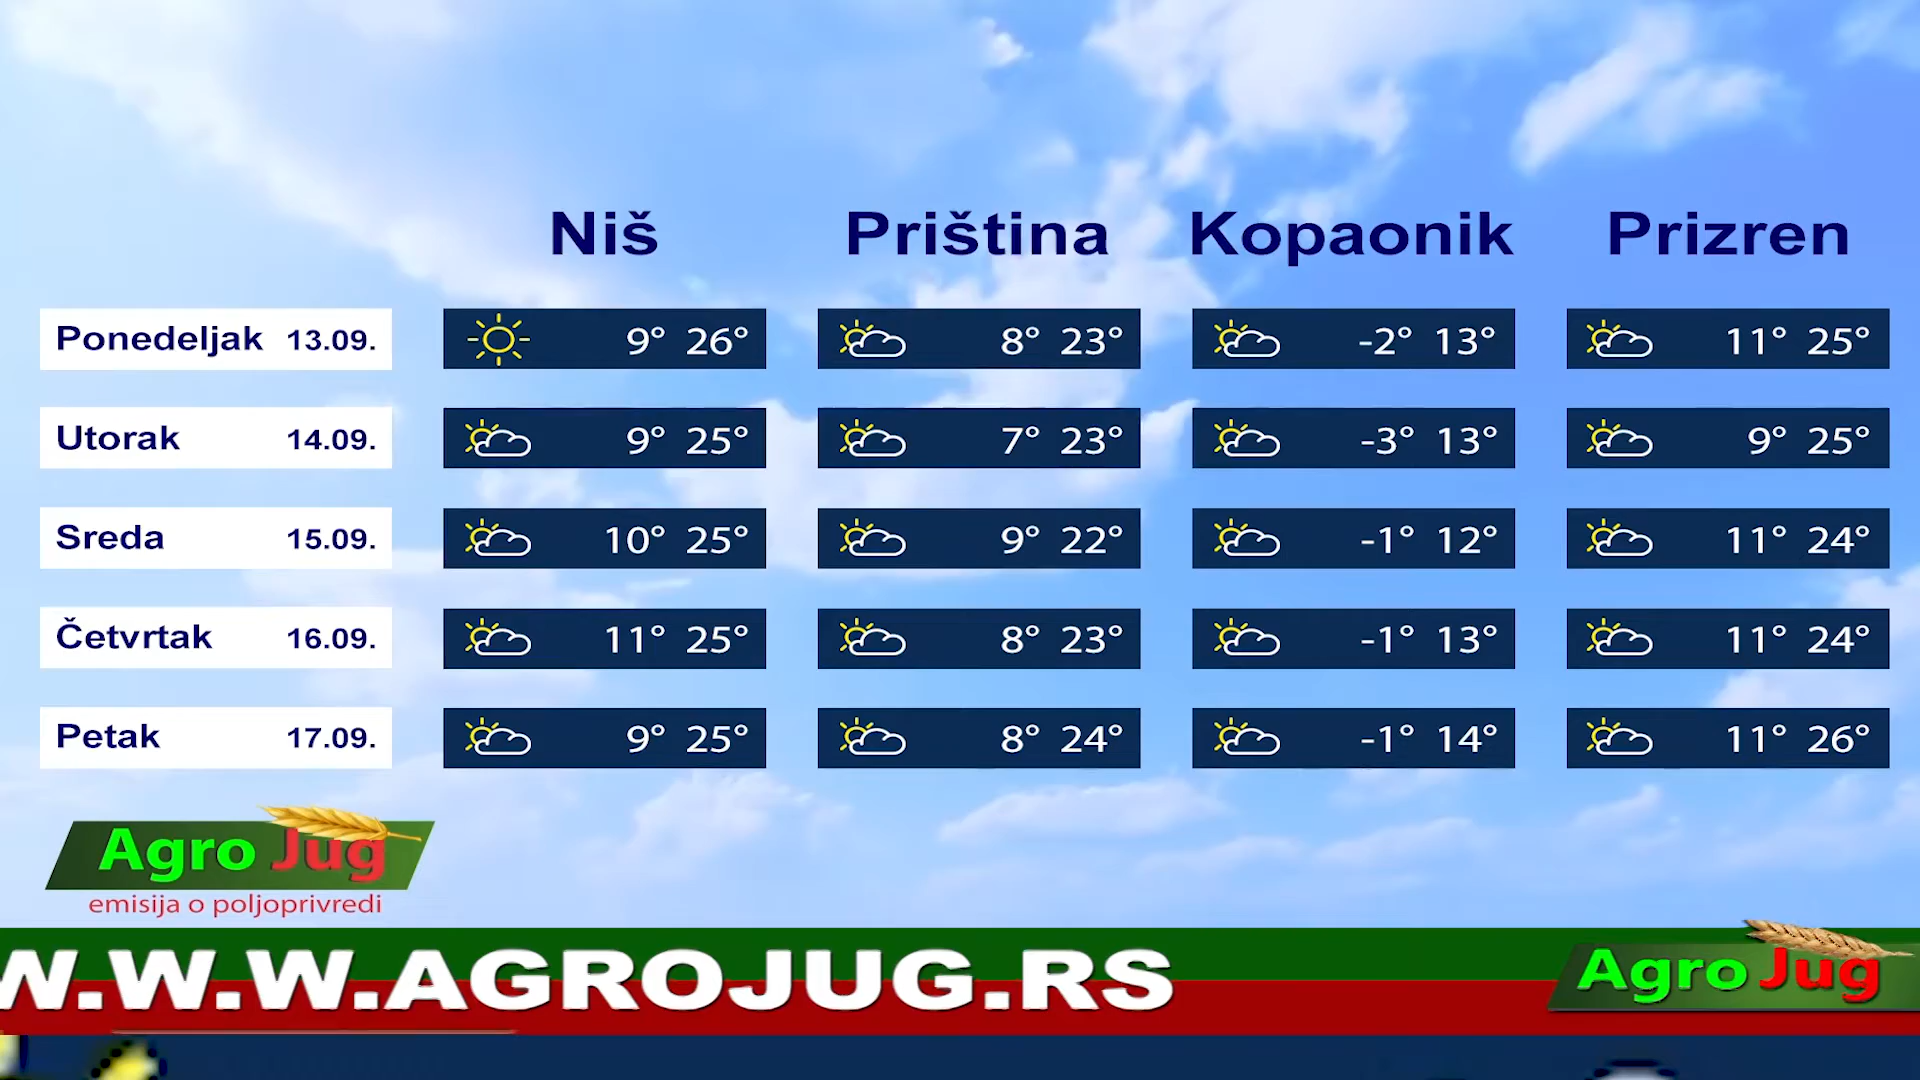 Niš Priština Kopaonik Prizren
Ponedeljak 13.09. 9° 26° 8° 23° -2° 13° 11° 25°
Utorak 14.09. 9° 25° 7° 23° -3° 13° 9° 25°
Sreda 15.09. 10° 25° 9° 22° -1° 12° 11° 24°
Četvrtak 16.09. 11° 25° 8° 23° -1° 13° 11° 24°
Petak 17.09. 9° 25° 8° 24° -1° 14° 11° 26°
Agro Jug
emisija o poljoprivredi
W.W.W.AGROJUG.RS
Agro Jug